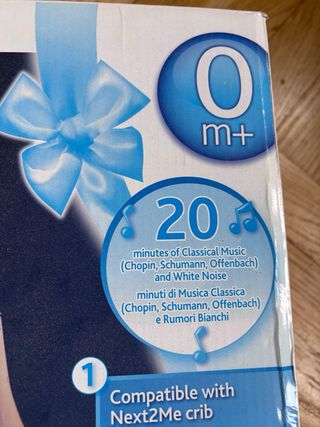 0
m+
20
minutes of Classical Music
(Chopin, Schumann, Offenbach)
and White Noise
minuti di Musica Classica
(Chopin, Schumann, Offenbach)
e Rumori Bianchi
1
Compatible with
Next2Me crib